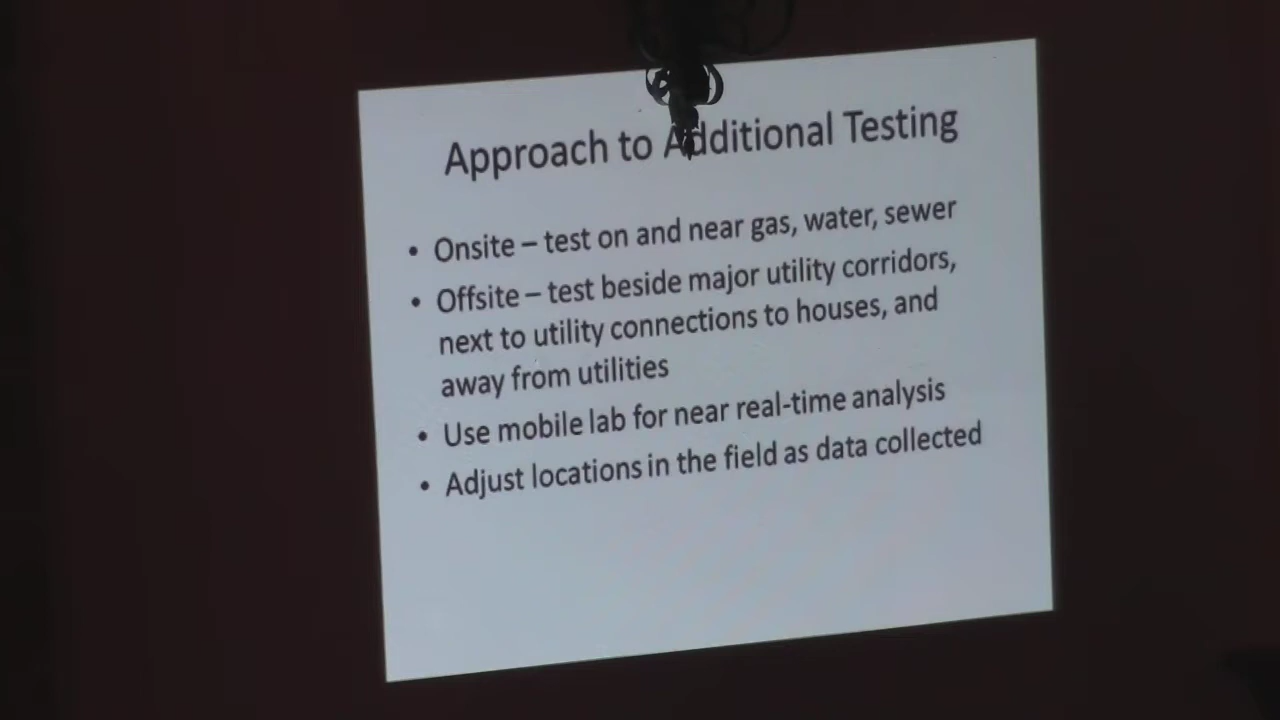 Approach to Additional Testing
• Onsite – test on and near gas, water, sewer
• Offsite – test beside major utility corridors,
next to utility connections to houses, and
away from utilities
• Use mobile lab for near real-time analysis
• Adjust locations in the field as data collected